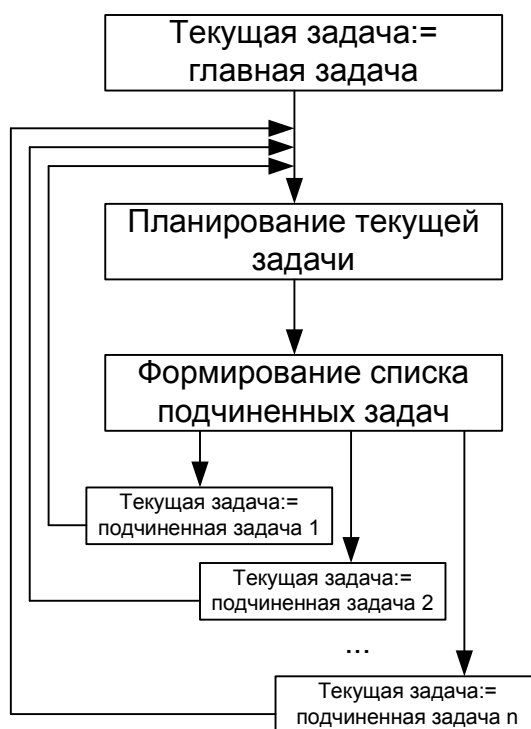 Текущая задача:=
главная задача
Планирование текущей
задачи
Формирование списка
подчиненных задач
Текущая задача:=
подчиненная задача 1
Текущая задача:=
подчиненная задача 2
...
Текущая задача:=
подчиненная задача n